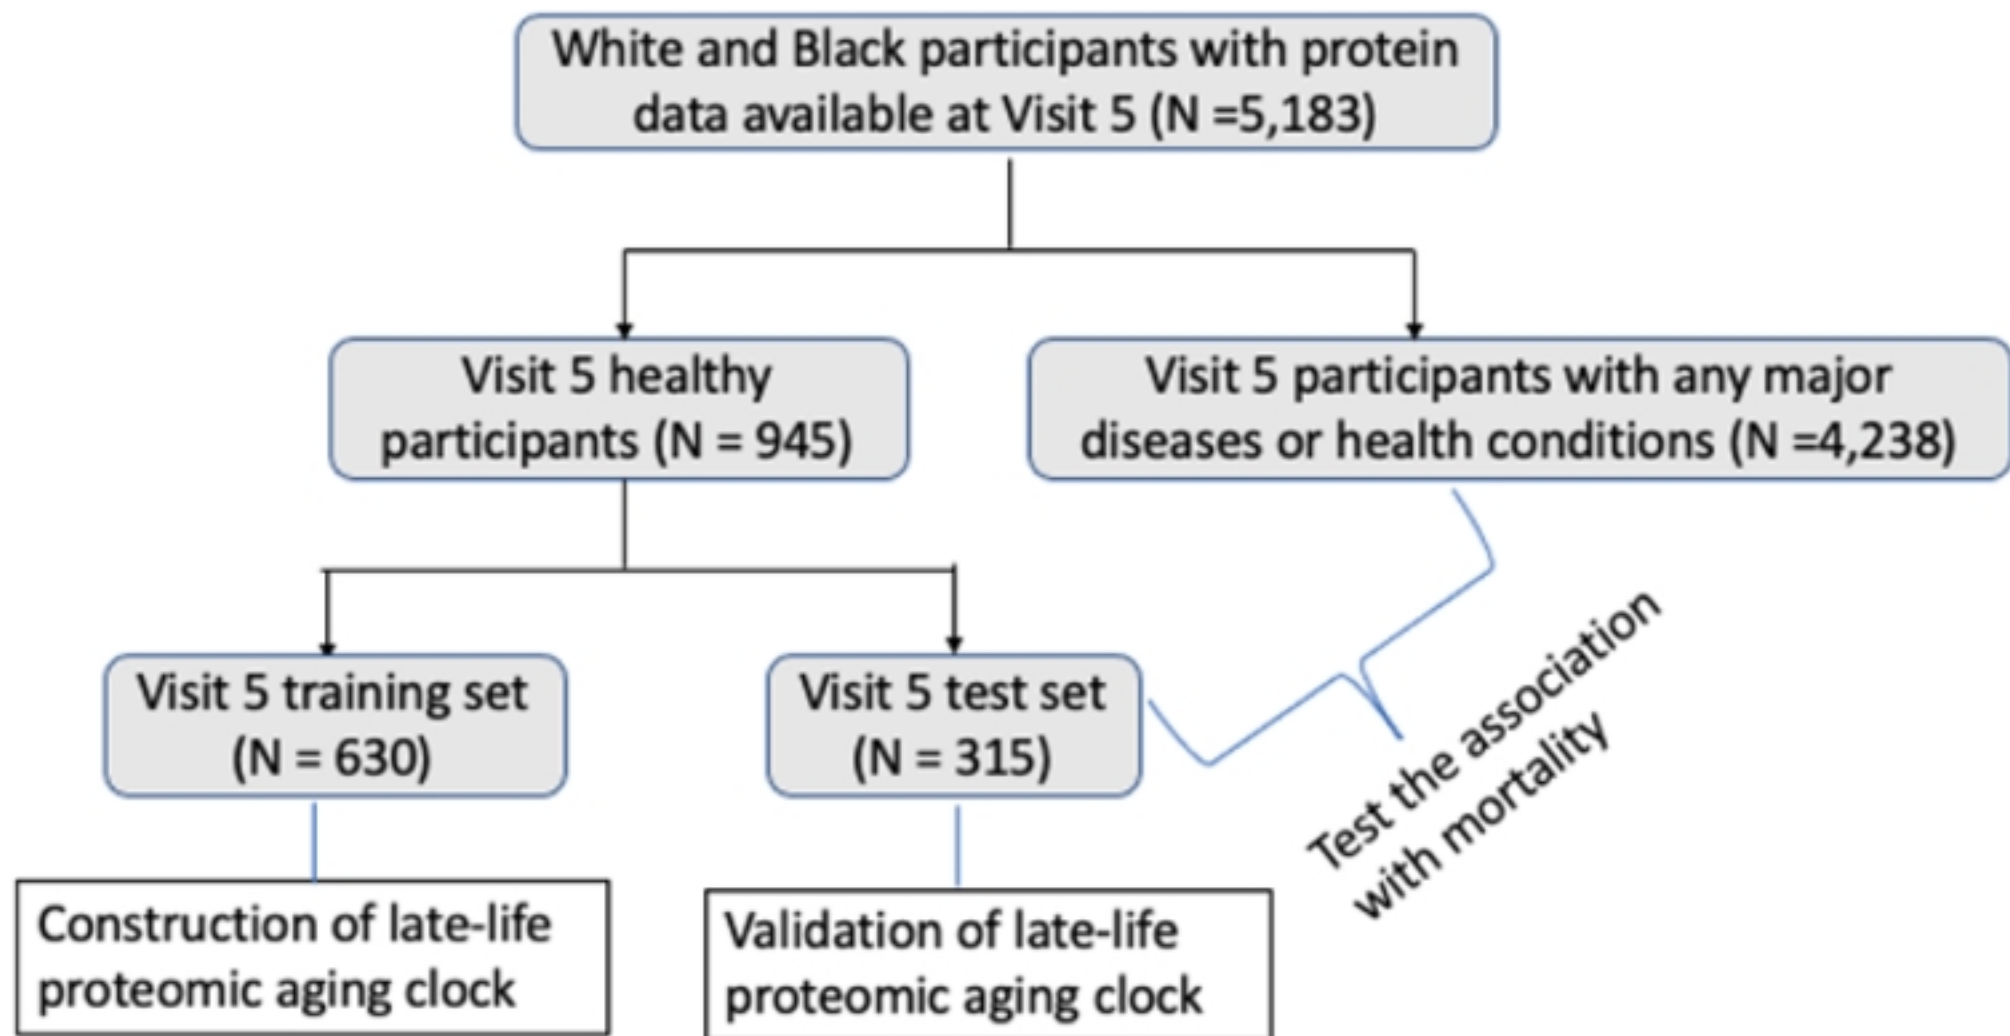 White and Black participants with protein
data available at Visit 5 (N =5,183)
Visit 5 healthy
participants (N = 945)
Visit 5 participants with any major
diseases or health conditions (N =4,238)
Visit 5 training set
(N = 630)
Visit 5 test set
(N = 315)
Test the association
with mortality
Construction of late-life
proteomic aging clock
Validation of late-life
proteomic aging clock